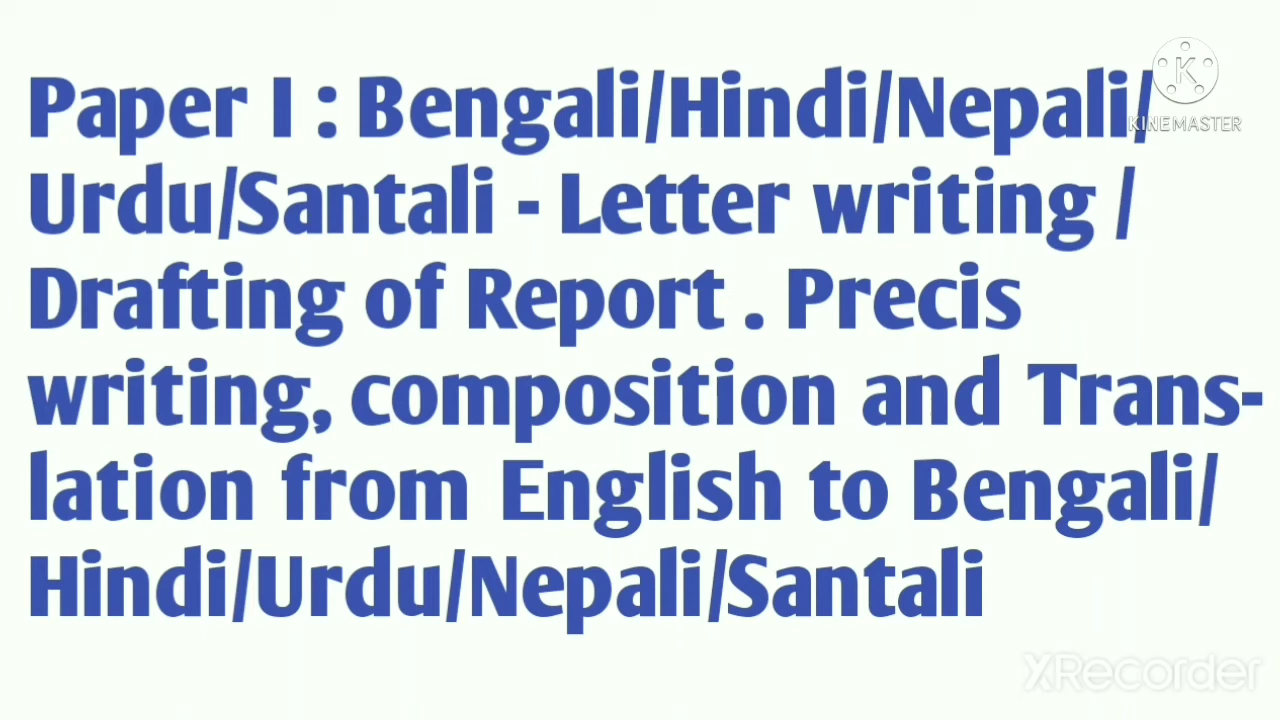 Paper I : Bengali/Hindi/Nepali/
Urdu/Santali - Letter writing /
Drafting of Report . Precis
writing, composition and Trans-
lation from English to Bengali/
Hindi/Urdu/Nepali/Santali
K
KINEMASTER
XRecorder